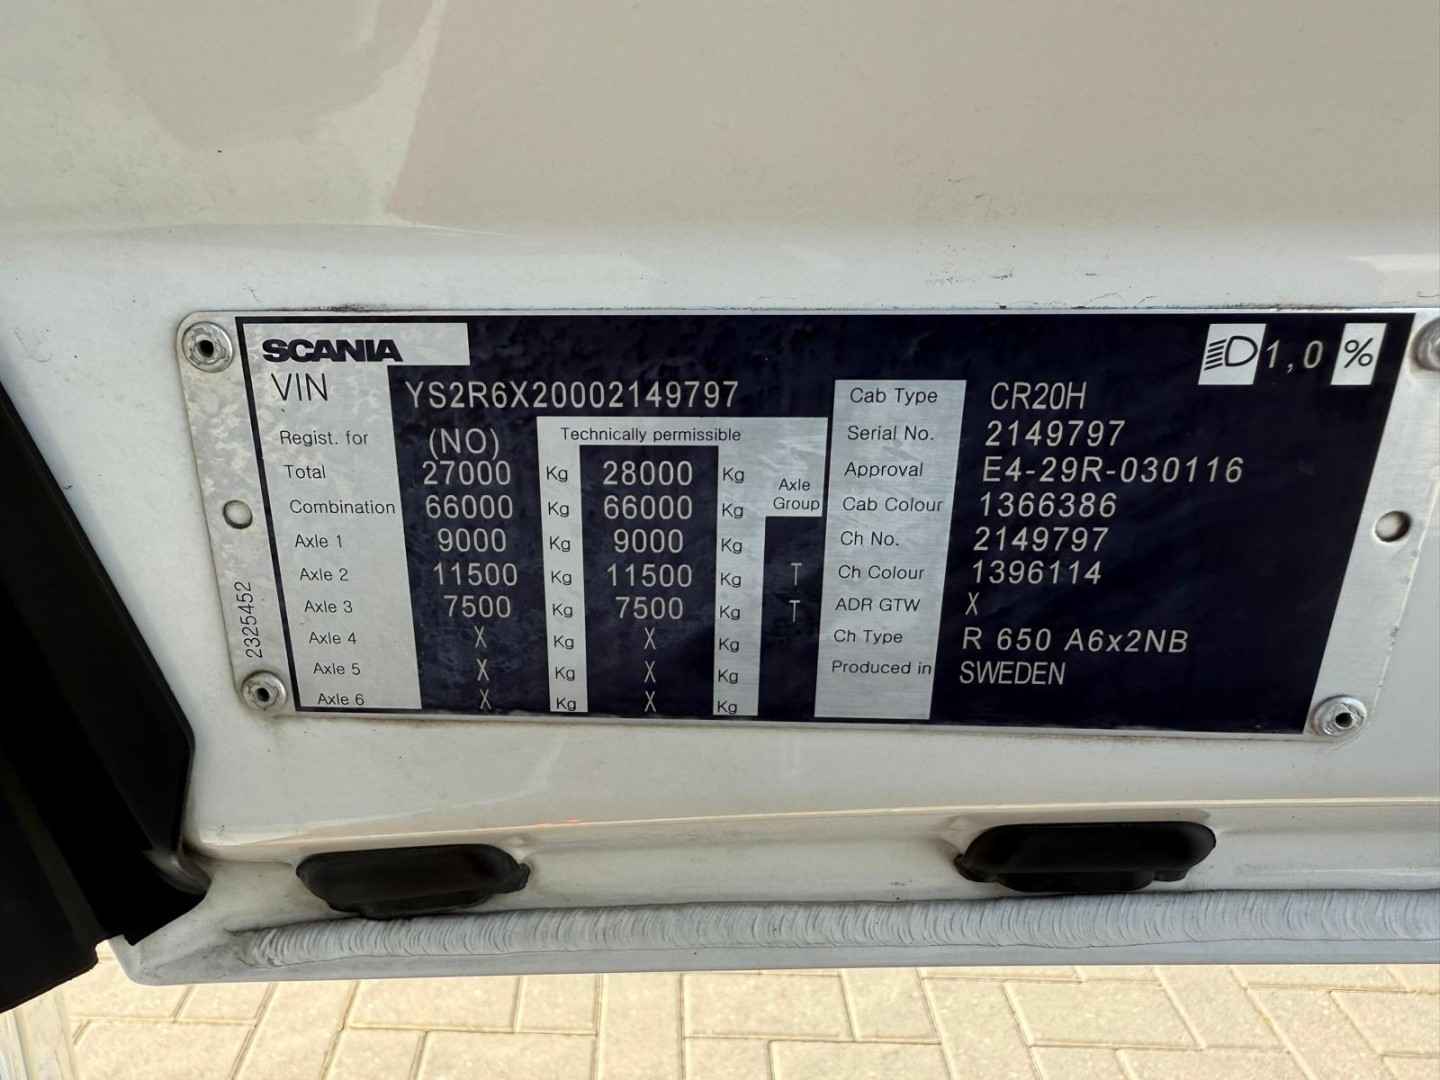 SCANIA
1,0 %
VIN YS2R6X20002149797
Regist. for (NO) Technically permissible
Total 27000 Kg 28000 Kg Axle Group
Combination 66000 Kg 66000 Kg
Axle 1 9000 Kg 9000 Kg
Axle 2 11500 Kg 11500 Kg T
Axle 3 7500 Kg 7500 Kg T
Axle 4 X Kg X Kg
Axle 5 X Kg X Kg
Axle 6 X Kg X Kg
Cab Type CR20H
Serial No. 2149797
Approval E4-29R-030116
Cab Colour 1366386
Ch No. 2149797
Ch Colour 1396114
ADR GTW X
Ch Type R 650 A6x2NB
Produced in SWEDEN
2325452